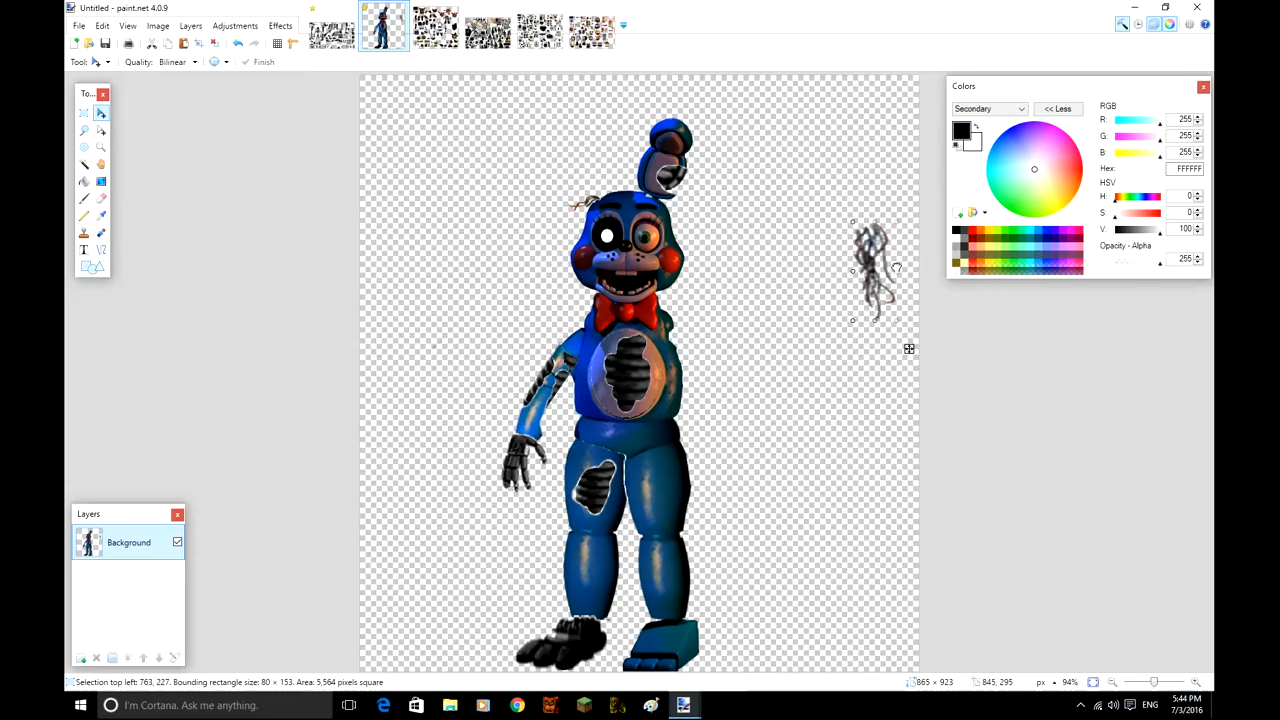 Untitled - paint.net 4.0.9
File Edit View Image Layers Adjustments Effects
Tool: Quality: Bilinear Finish
To...
Colors
Secondary << Less
RGB
R: 255
G: 255
B: 255
Hex: FFFFFF
HSV
H: 0
S: 0
V: 100
Opacity - Alpha
255
Layers
Background
Selection top left: 763, 227. Bounding rectangle size: 80 × 153. Area: 5,564 pixels square
865 × 923 845, 295 px 94%
I'm Cortana. Ask me anything.
ENG
5:44 PM
7/3/2016